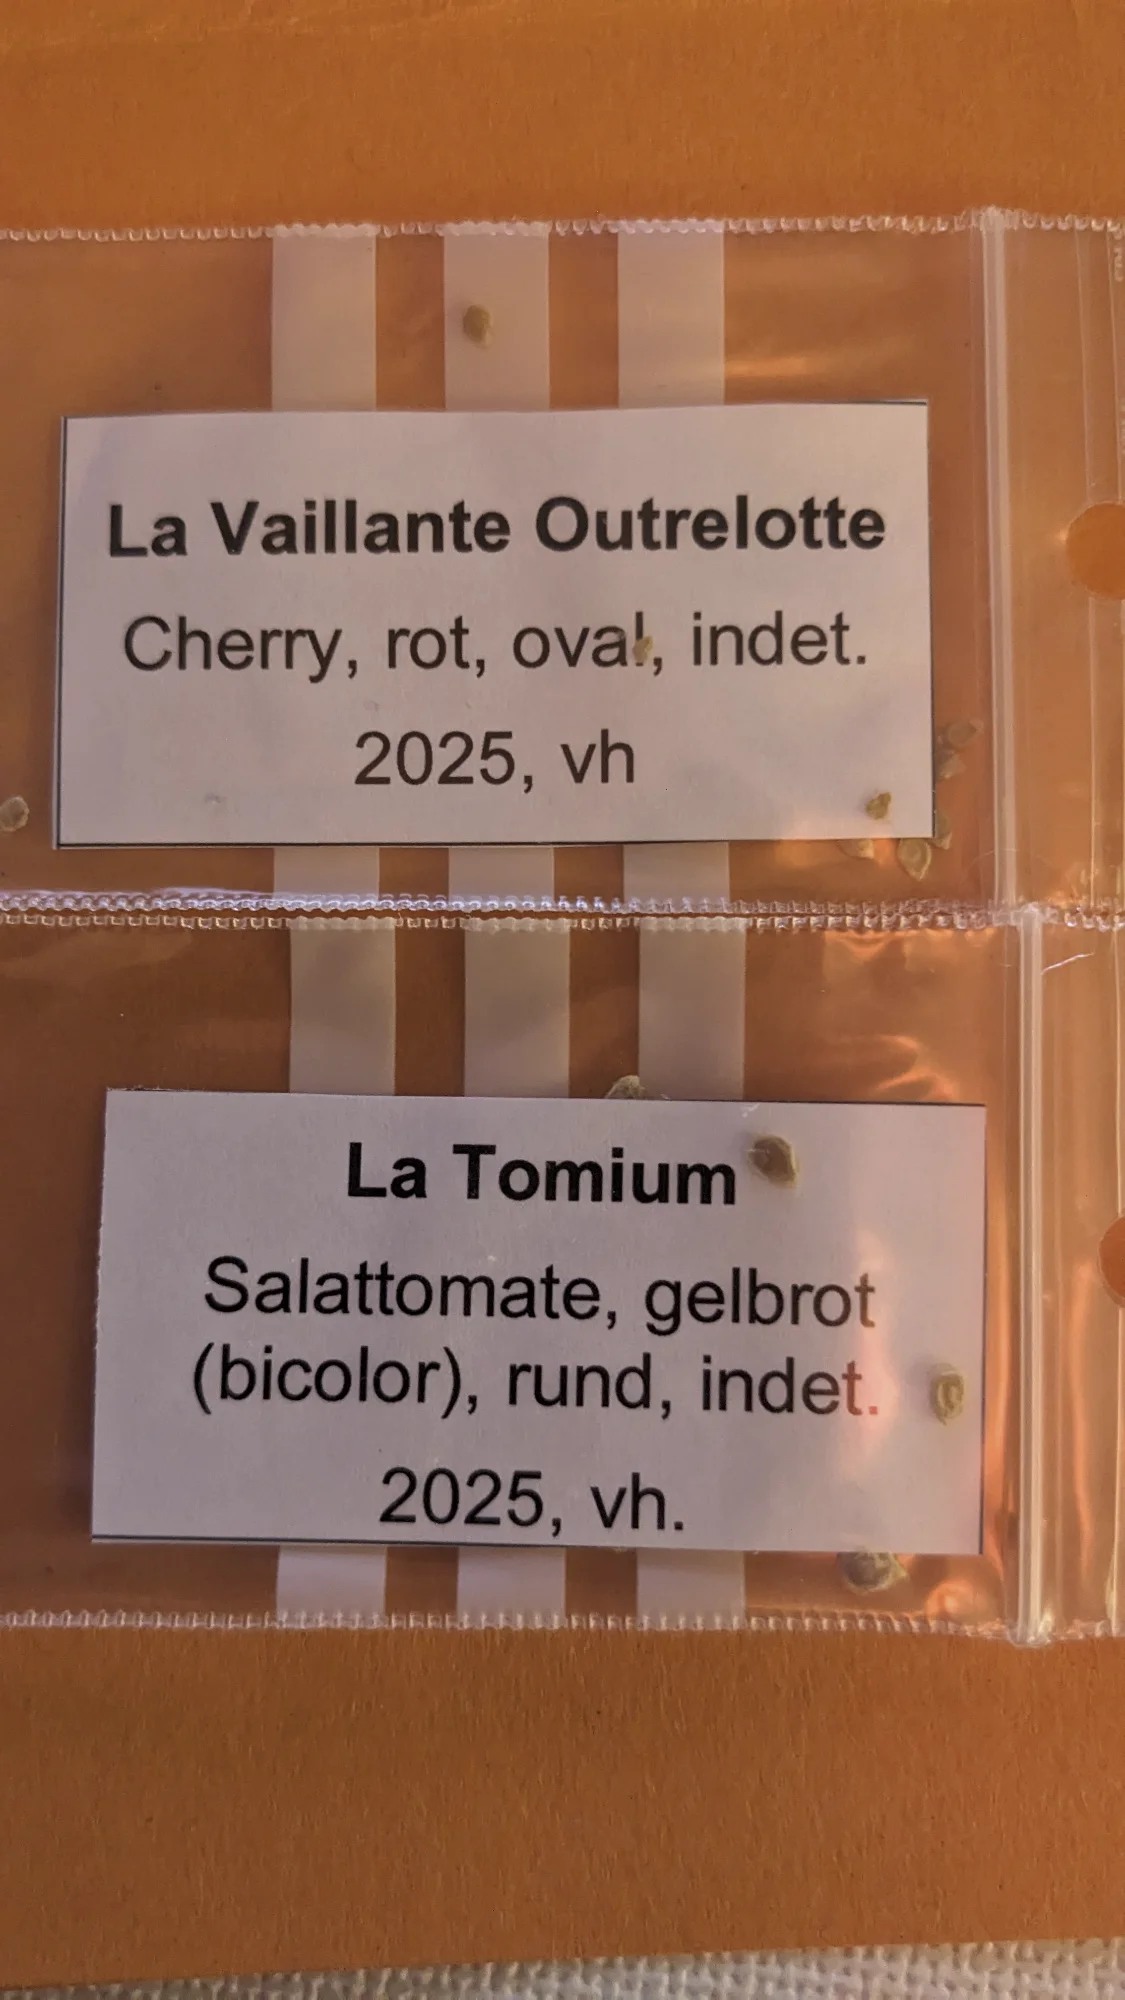 La Vaillante Outrelotte
Cherry, rot, oval, indet.
2025, vh
La Tomium
Salattomate, gelbrot
(bicolor), rund, indet.
2025, vh.